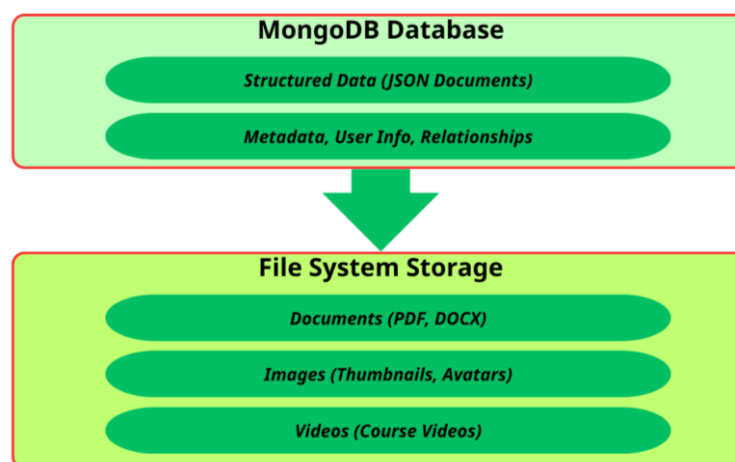 MongoDB Database
Structured Data (JSON Documents)
Metadata, User Info, Relationships
File System Storage
Documents (PDF, DOCX)
Images (Thumbnails, Avatars)
Videos (Course Videos)